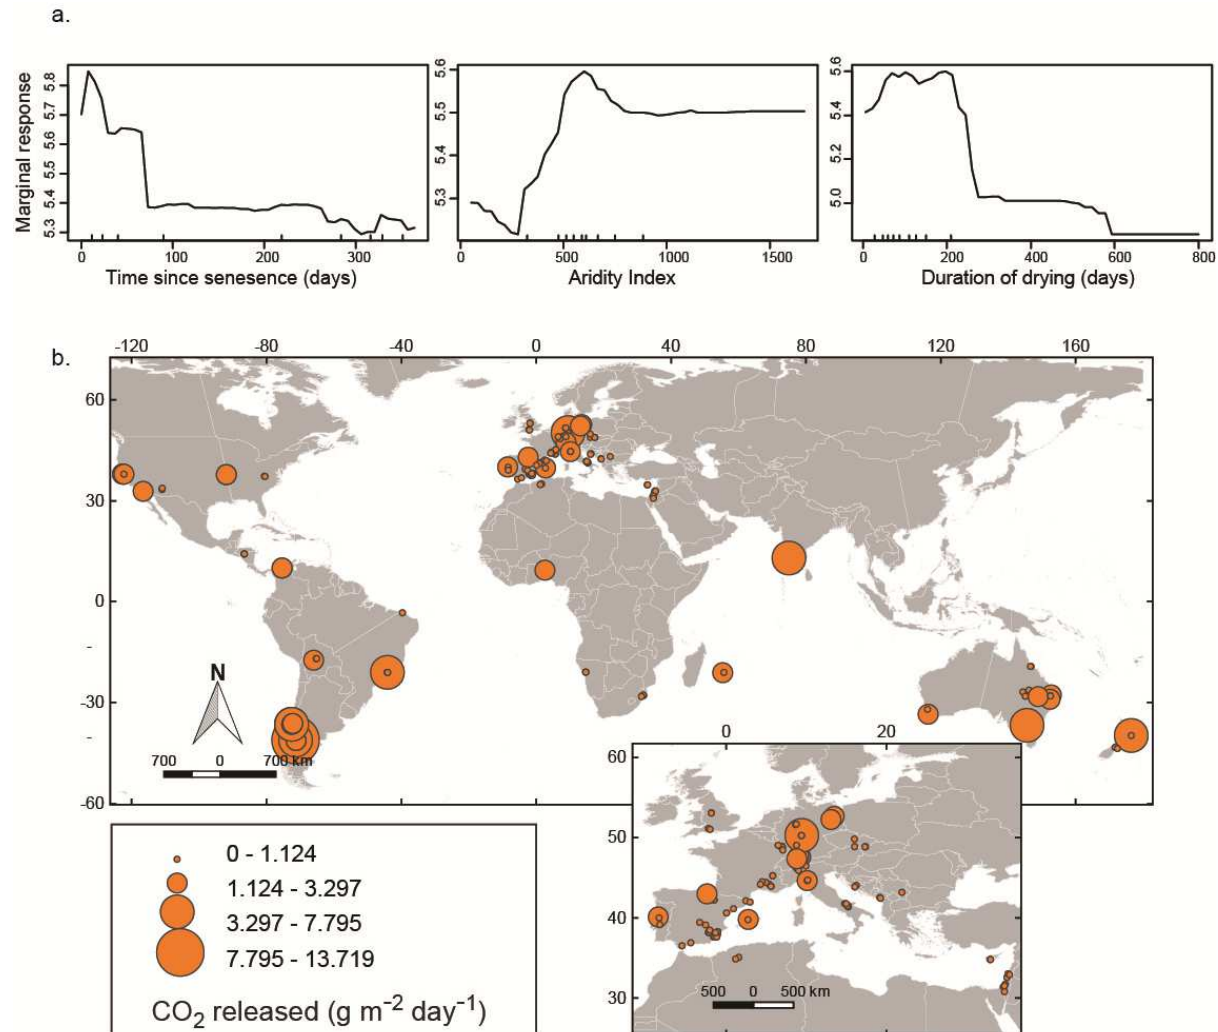 a.
Marginal response
5.8
5.7
5.6
5.5
5.4
5.3
0 100 200 300
Time since senesence (days)
5.6
5.5
5.4
5.3
0 500 1000 1500
Aridity Index
5.6
5.4
5.2
5.0
0 200 400 600 800
Duration of drying (days)
b.
-120 -80 -40 0 40 80 120 160
60
30
0
-
-30
-
-60
N
700 0 700 km
0 20
60
50
40
30
500 0 500 km
0 - 1.124
1.124 - 3.297
3.297 - 7.795
7.795 - 13.719
CO₂ released (g m⁻² day⁻¹)